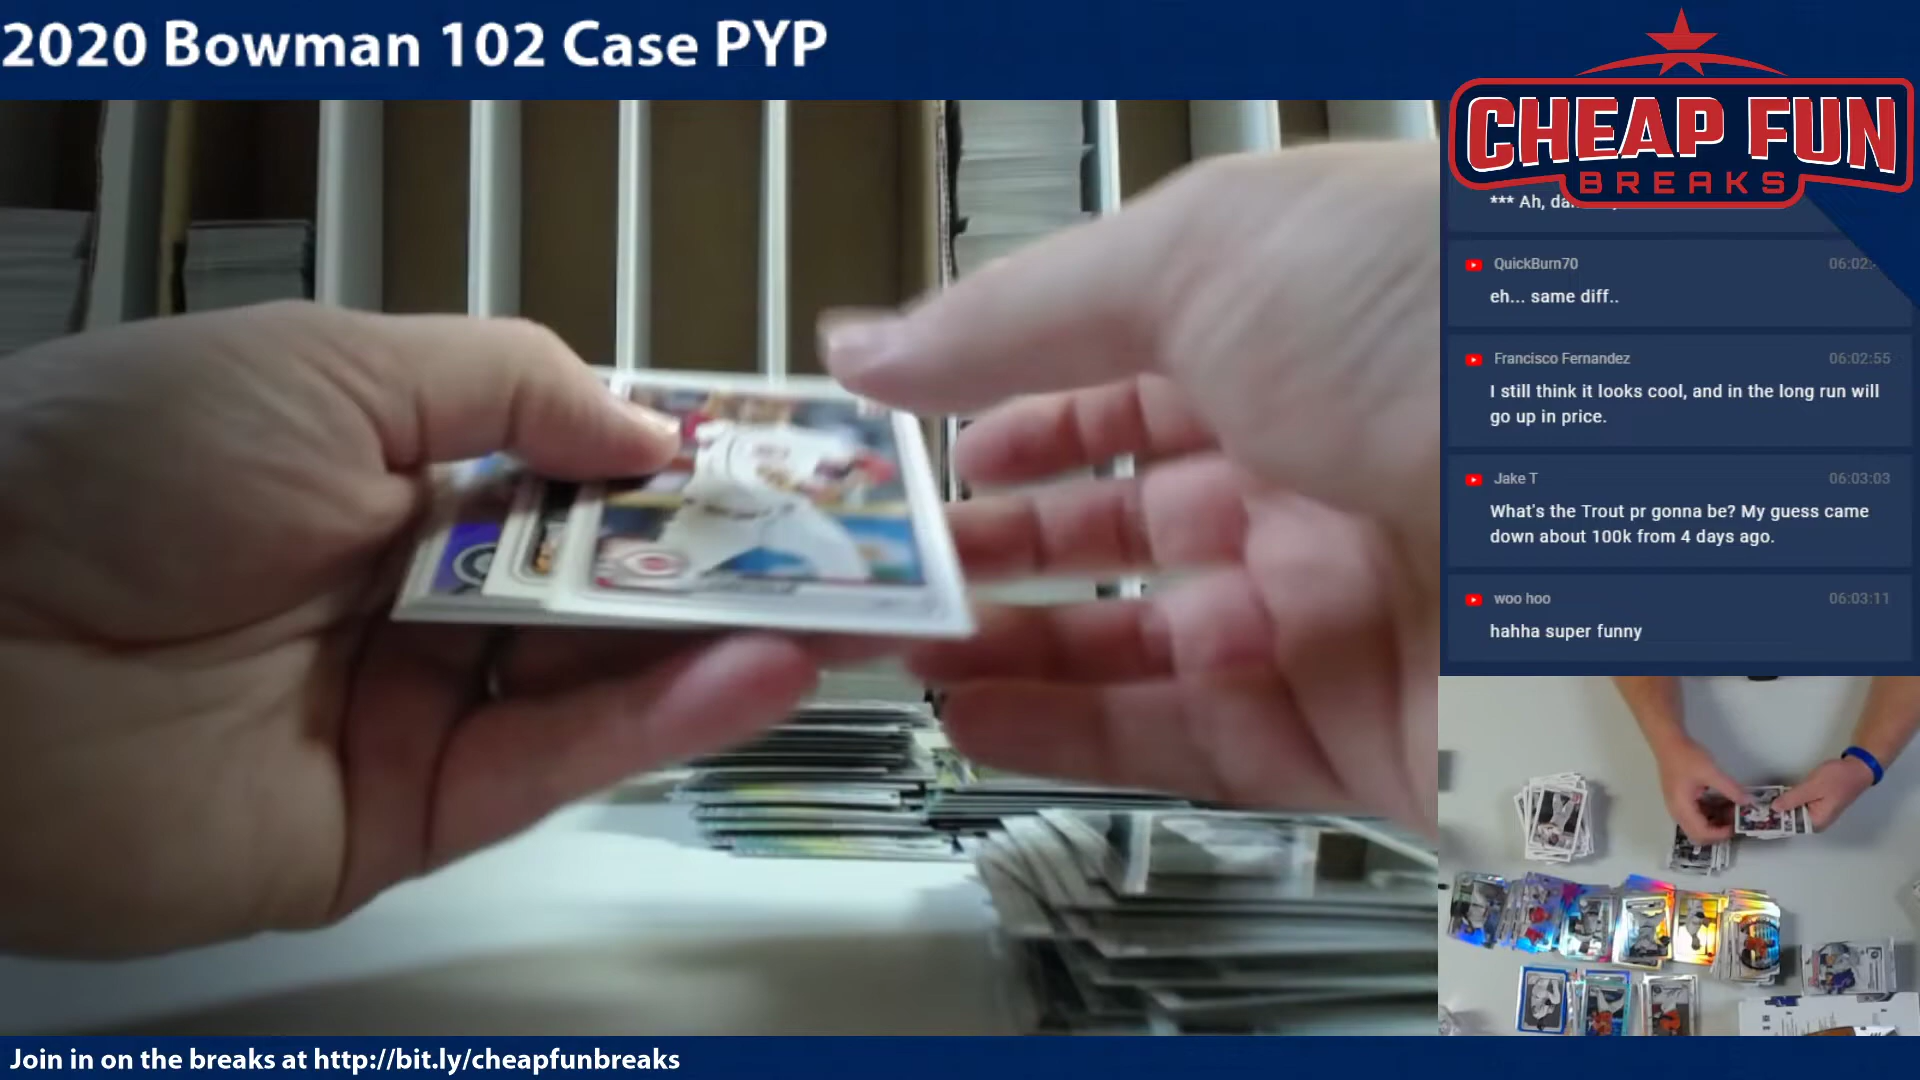 2020 Bowman 102 Case PYP
CHEAP FUN
BREAKS
*** Ah,
QuickBurn70
eh... same diff..
Francisco Fernandez 06:02:55
I still think it looks cool, and in the long run will
go up in price.
Jake T 06:03:03
What's the Trout pr gonna be? My guess came
down about 100k from 4 days ago.
woo hoo 06:03:11
hahha super funny
Join in on the breaks at http://bit.ly/cheapfunbreaks